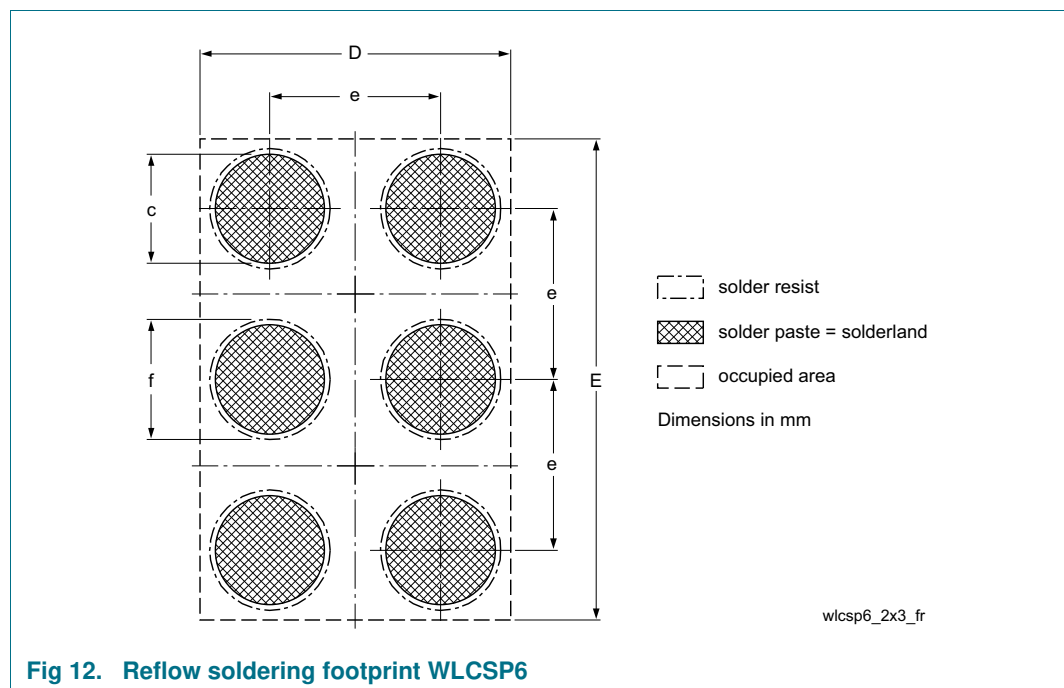 D
e
c
e
solder resist
solder paste = solderland
f
E
occupied area
Dimensions in mm
e
wlcsp6_2x3_fr
Fig 12. Reflow soldering footprint WLCSP6